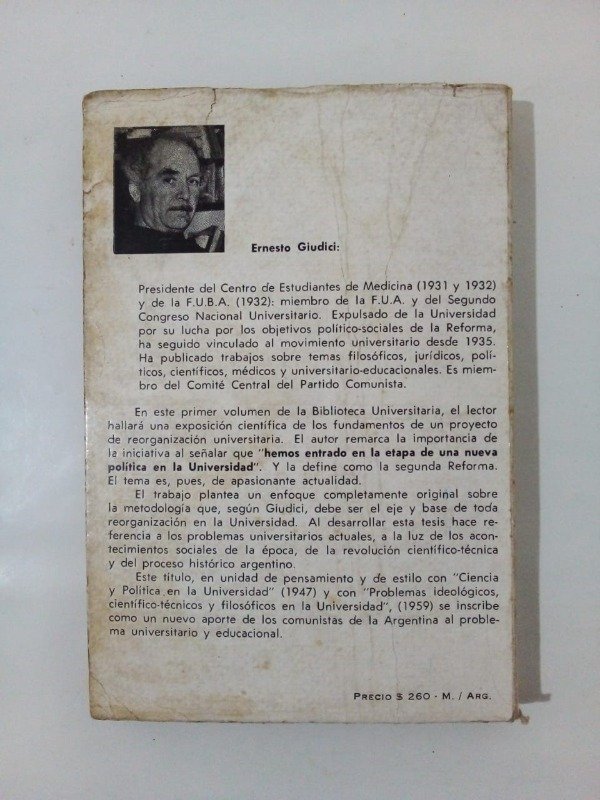 Ernesto Giudici:
Presidente del Centro de Estudiantes de Medicina (1931 y 1932)
y de la F.U.B.A. (1932): miembro de la F.U.A. y del Segundo
Congreso Nacional Universitario. Expulsado de la Universidad
por su lucha por los objetivos político-sociales de la Reforma,
ha seguido vinculado al movimiento universitario desde 1935.
Ha publicado trabajos sobre temas filosóficos, jurídicos, polí-
ticos, científicos, médicos y universitario-educacionales. Es miem-
bro del Comité Central del Partido Comunista.
En este primer volumen de la Biblioteca Universitaria, el lector
hallará una exposición científica de los fundamentos de un proyecto
de reorganización universitaria. El autor remarca la importancia de
la iniciativa al señalar que "hemos entrado en la etapa de una nueva
política en la Universidad". Y la define como la segunda Reforma.
El tema es, pues, de apasionante actualidad.
El trabajo plantea un enfoque completamente original sobre
la metodología que, según Giudici, debe ser el eje y base de toda
reorganización en la Universidad. Al desarrollar esta tesis hace re-
ferencia a los problemas universitarios actuales, a la luz de los acon-
tecimientos sociales de la época, de la revolución científico-técnica
y del proceso histórico argentino.
Este título, en unidad de pensamiento y de estilo con "Ciencia
y Política en la Universidad" (1947) y con "Problemas ideológicos,
científico-técnicos y filosóficos en la Universidad", (1959) se inscribe
como un nuevo aporte de los comunistas de la Argentina al proble-
ma universitario y educacional.
PRECIO $ 260 - M. / ARG.